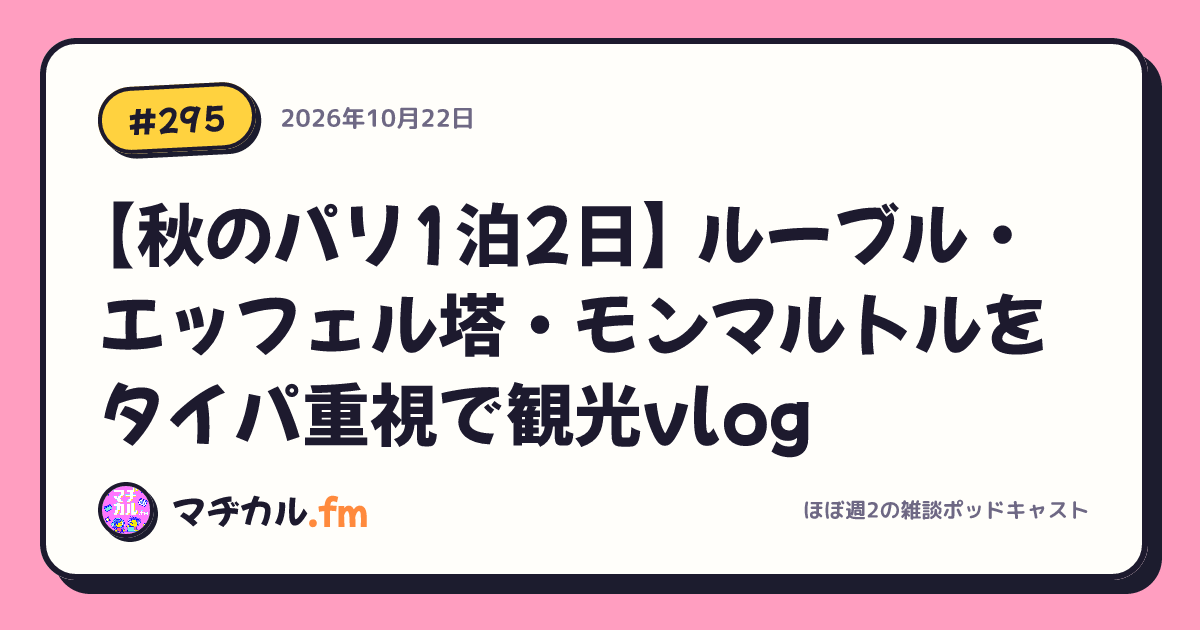 #295
2026年10月22日
【秋のパリ1泊2日】ルーブル・
エッフェル塔・モンマルトルを
タイパ重視で観光vlog
マヂカル.fm
ほぼ週2の雑談ポッドキャスト